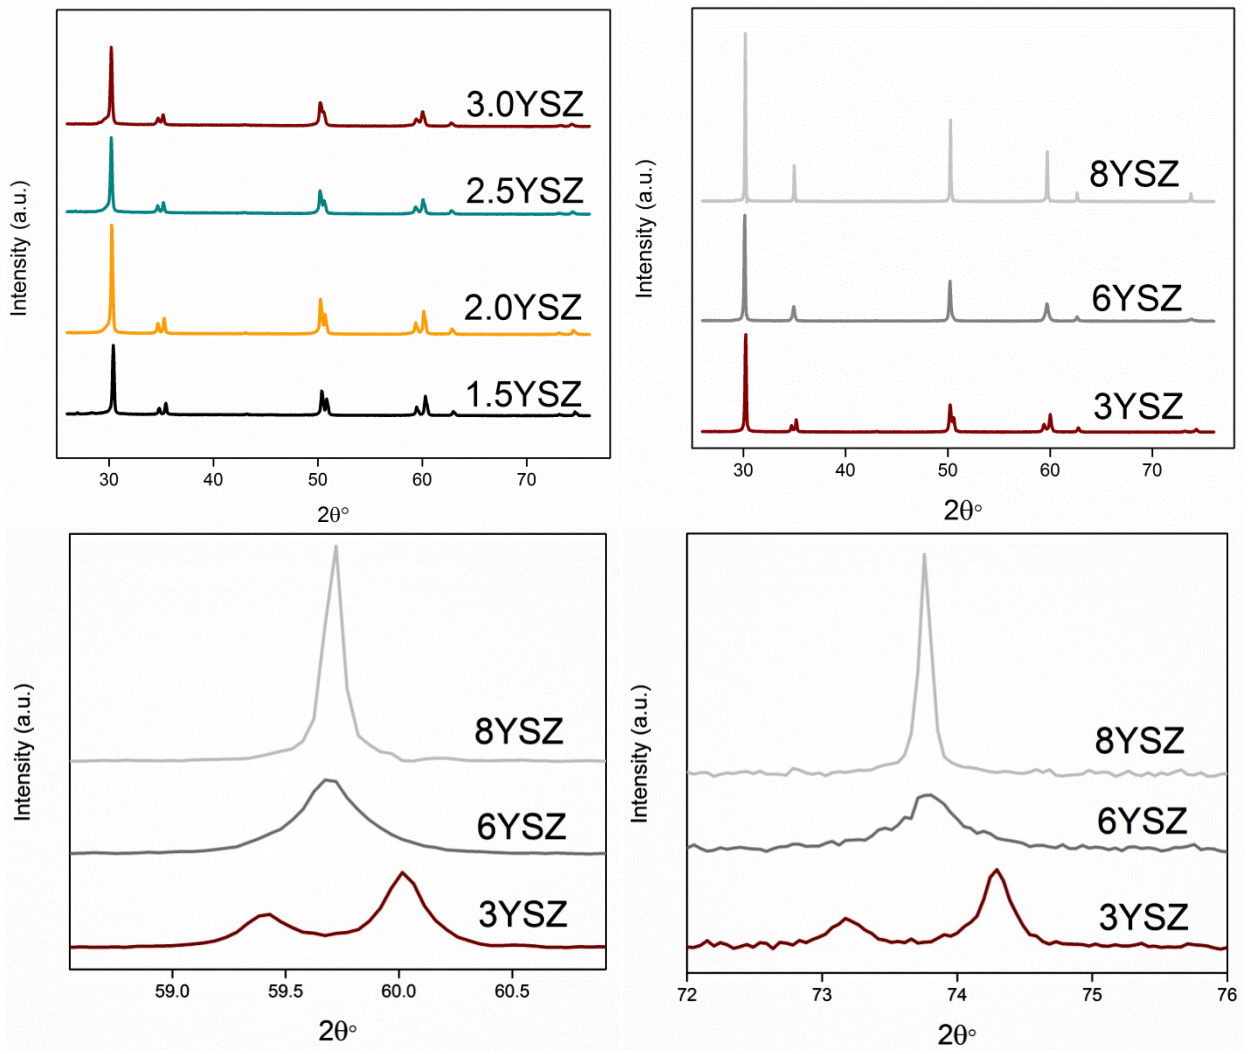 Intensity (a.u.)
3.0YSZ
2.5YSZ
2.0YSZ
1.5YSZ
30 40 50 60 70
2θ°
Intensity (a.u.)
8YSZ
6YSZ
3YSZ
30 40 50 60 70
2θ°
Intensity (a.u.)
8YSZ
6YSZ
3YSZ
59.0 59.5 60.0 60.5
2θ°
Intensity (a.u.)
8YSZ
6YSZ
3YSZ
72 73 74 75 76
2θ°